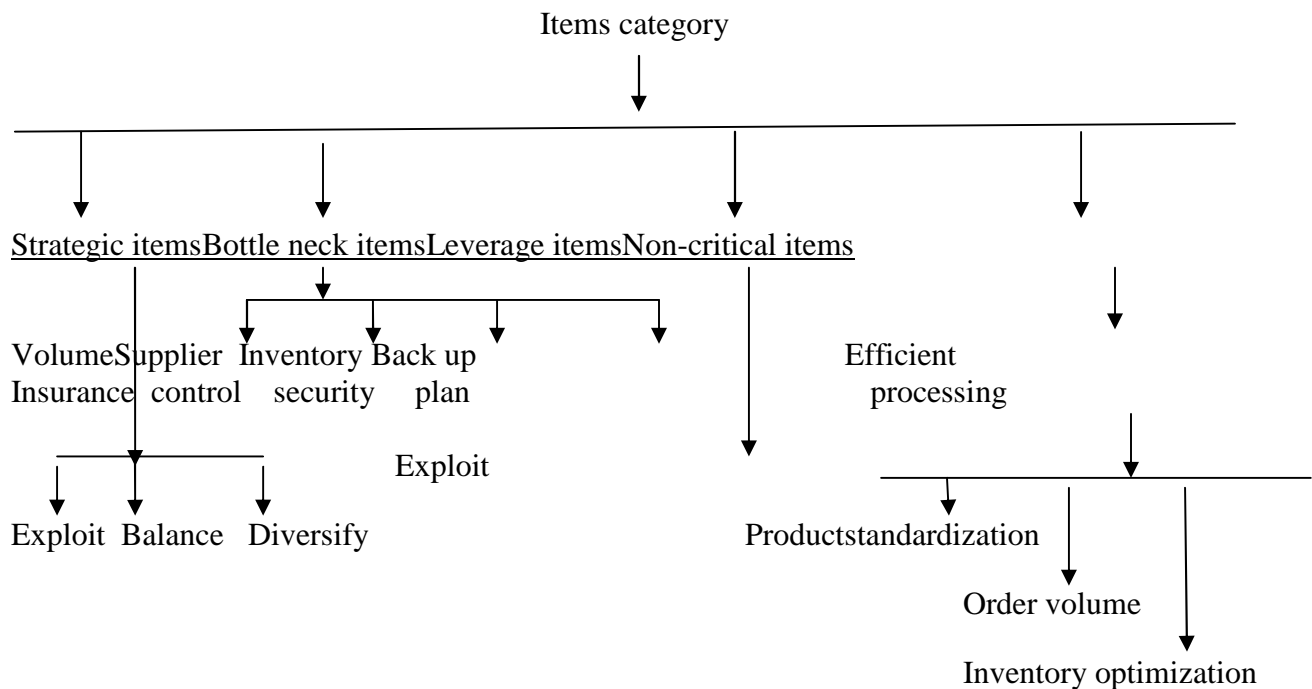 Items category
Strategic itemsBottle neck itemsLeverage itemsNon-critical items
VolumeSupplier Inventory Back up Efficient
Insurance control security plan processing
Exploit
Exploit Balance Diversify Productstandardization
Order volume
Inventory optimization